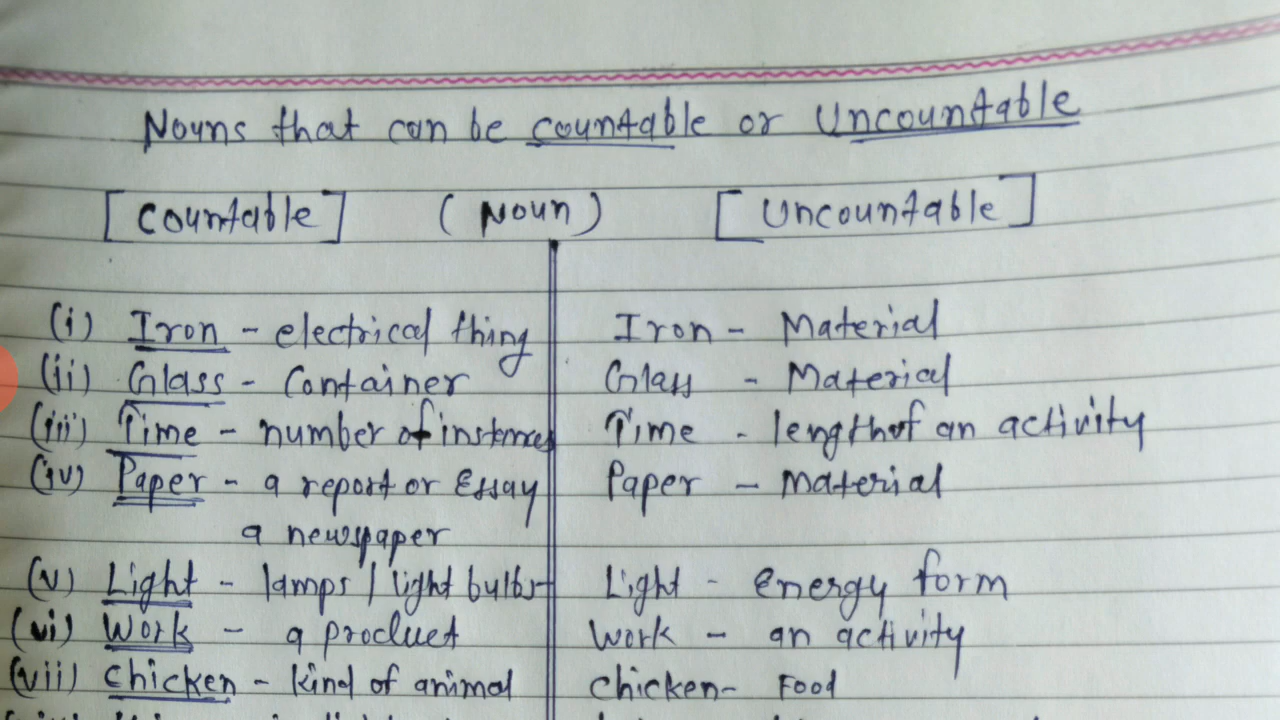 Nouns that can be countable or Uncountable
[Countable] (Noun) [Uncountable]
(i) Iron - electrical thing Iron - Material
(ii) Glass - Container Glass - Material
(iii) Time - number of instances Time - length of an activity
(iv) Paper - a report or Essay Paper - Material
a newspaper
(v) Light - lamps / light bulbs Light - Energy form
(vi) Work - a product Work - an activity
(vii) Chicken - kind of animal Chicken - Food